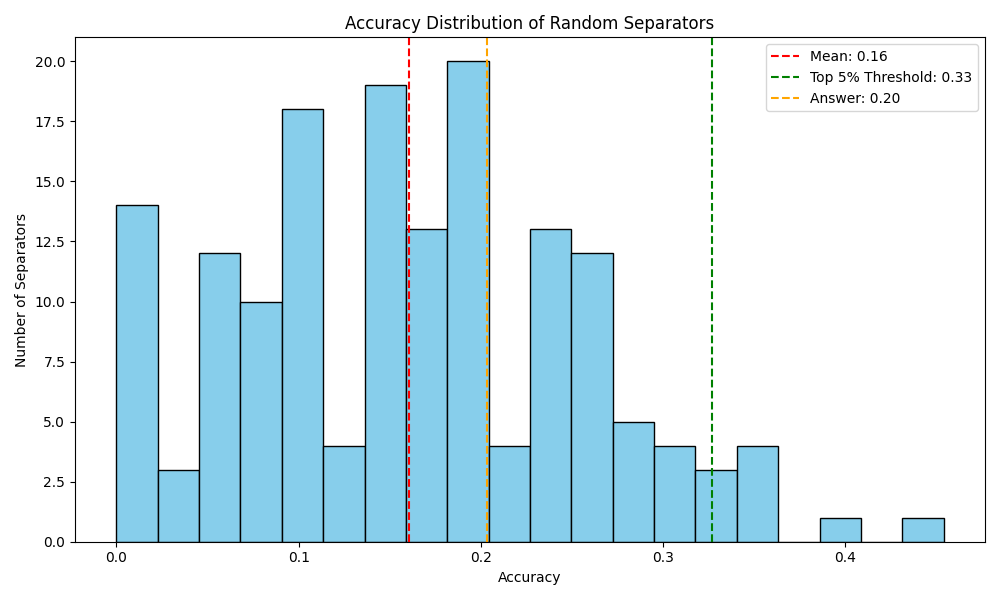 Accuracy Distribution of Random Separators
Mean: 0.16
Top 5% Threshold: 0.33
Answer: 0.20
Number of Separators
20.0
17.5
15.0
12.5
10.0
7.5
5.0
2.5
0.0
0.0 0.1 0.2 0.3 0.4
Accuracy